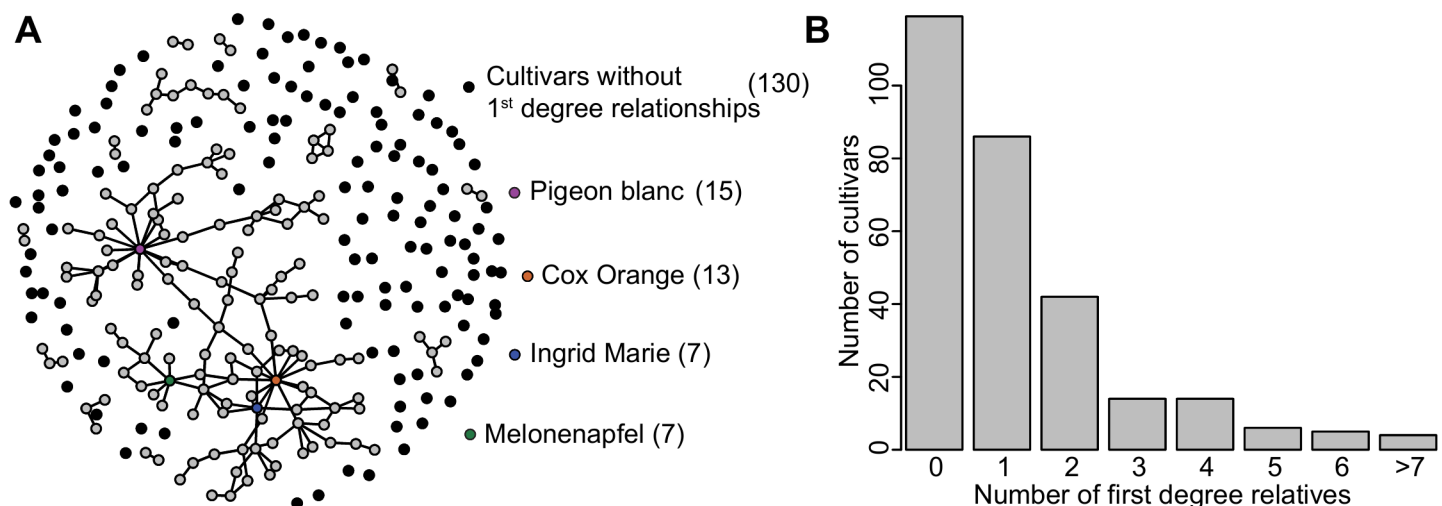 A
Cultivars without (130)
1st degree relationships
Pigeon blanc (15)
Cox Orange (13)
Ingrid Marie (7)
Melonenapfel (7)
B
Number of cultivars
100
80
60
40
20
0
0 1 2 3 4 5 6 >7
Number of first degree relatives